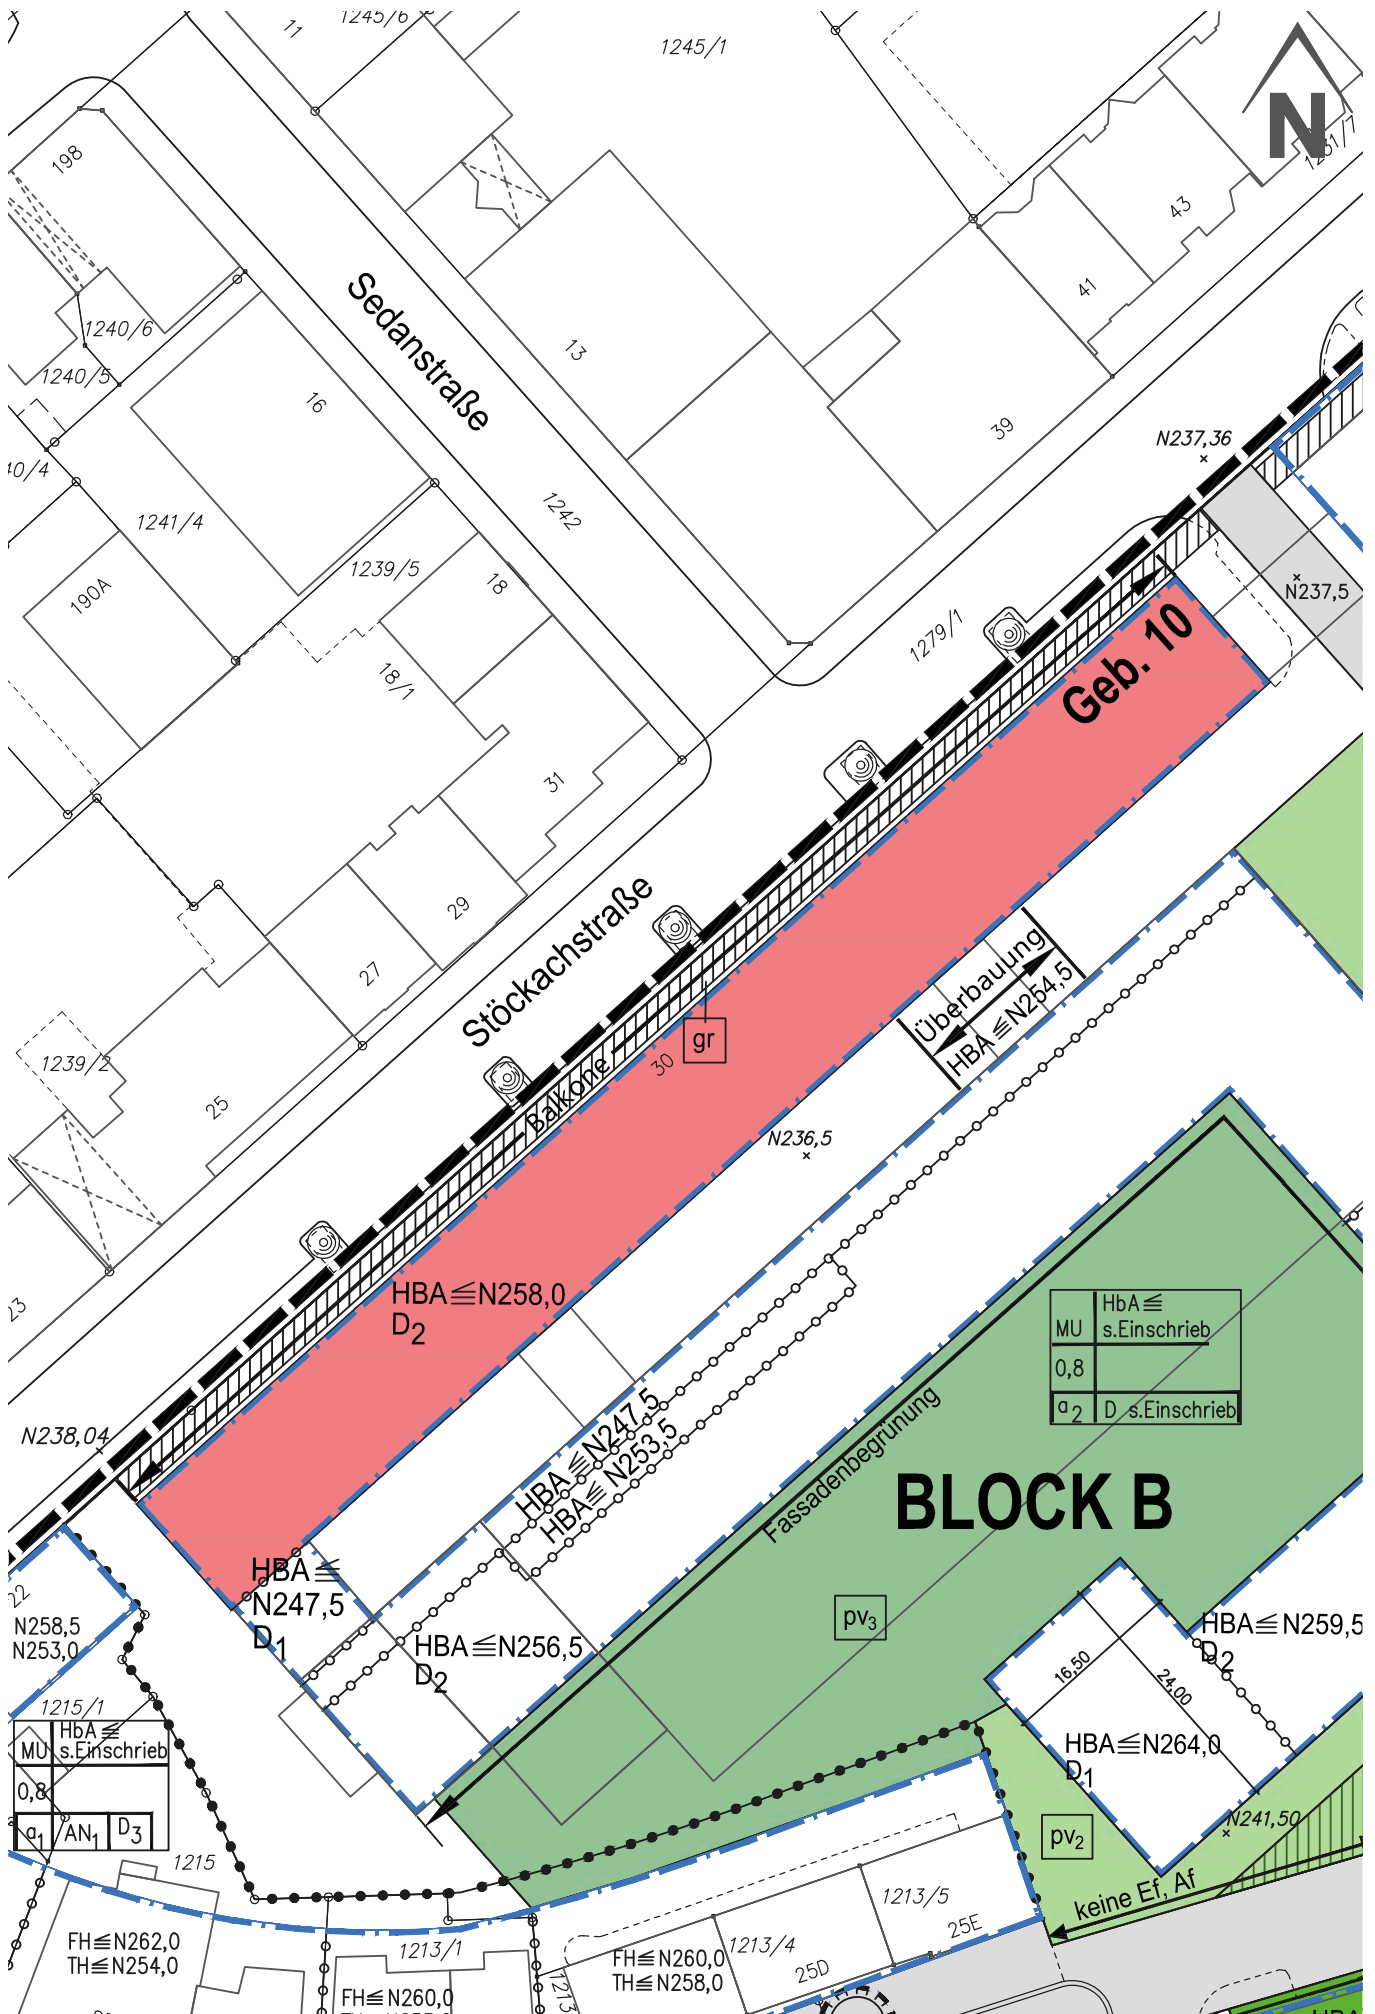 11
1245/6
1245/1
N
1231/7
198
43
41
Sedanstraße
1240/6
1240/5
13
16
39
N237,36
40/4
1241/4
1242
1239/5
18
190A
N237,5
Geb. 10
1279/1
18/1
31
Stöckachstraße
29
27
Überbauung
HBA ≦ N254,5
gr
30
Balkone
1239/2
25
N236,5
23
HBA≦N258,0
D2
MU
HbA ≦
s.Einschrieb
0,8
a2
D s.Einschrieb
HBA ≦ N247,5
HBA ≦ N253,5
Fassadenbegrünung
N238,04
BLOCK B
HBA ≦
N247,5
D1
22
N258,5
N253,0
HBA≦N256,5
D2
pv3
HBA≦N259,5
D2
16,50
24,00
1215/1
HBA≦N264,0
D1
MU
HbA ≦
s.Einschrieb
0,8
a1
AN1
D3
pv2
N241,50
1215
keine Ef, Af
1213/5
25E
FH≦N262,0
TH≦N254,0
1213/1
1213/4
25D
FH≦N260,0
TH≦N258,0
FH≦N260,0
1213
HBA